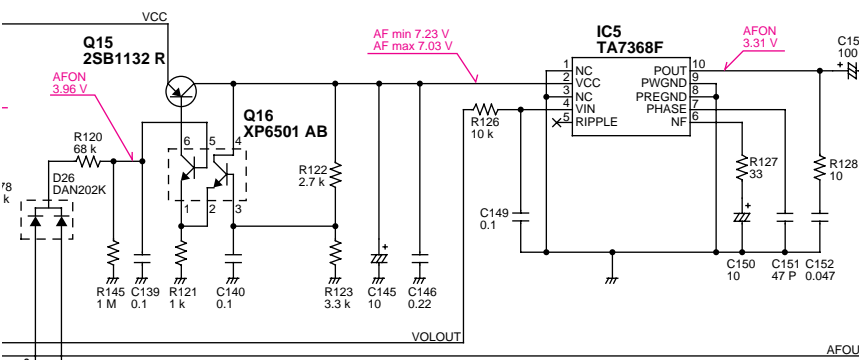 VCC
Q15
2SB1132 R
AFON
3.96 V
AF min 7.23 V
AF max 7.03 V
IC5
TA7368F
AFON
3.31 V
C15
100
+
1
2
3
4
5
NC
VCC
NC
VIN
RIPPLE
POUT
PWGND
PREGND
PHASE
NF
10
9
8
7
6
Q16
XP6501 AB
6
5
4
1
2
3
R120
68 k
D26
DAN202K
78
k
R122
2.7 k
R126
10 k
R127
33
R128
10
C149
0.1
+
+
R145
1 M
C139
0.1
R121
1 k
C140
0.1
R123
3.3 k
C145
10
C146
0.22
C150
10
C151
47 P
C152
0.047
VOLOUT
AFOU